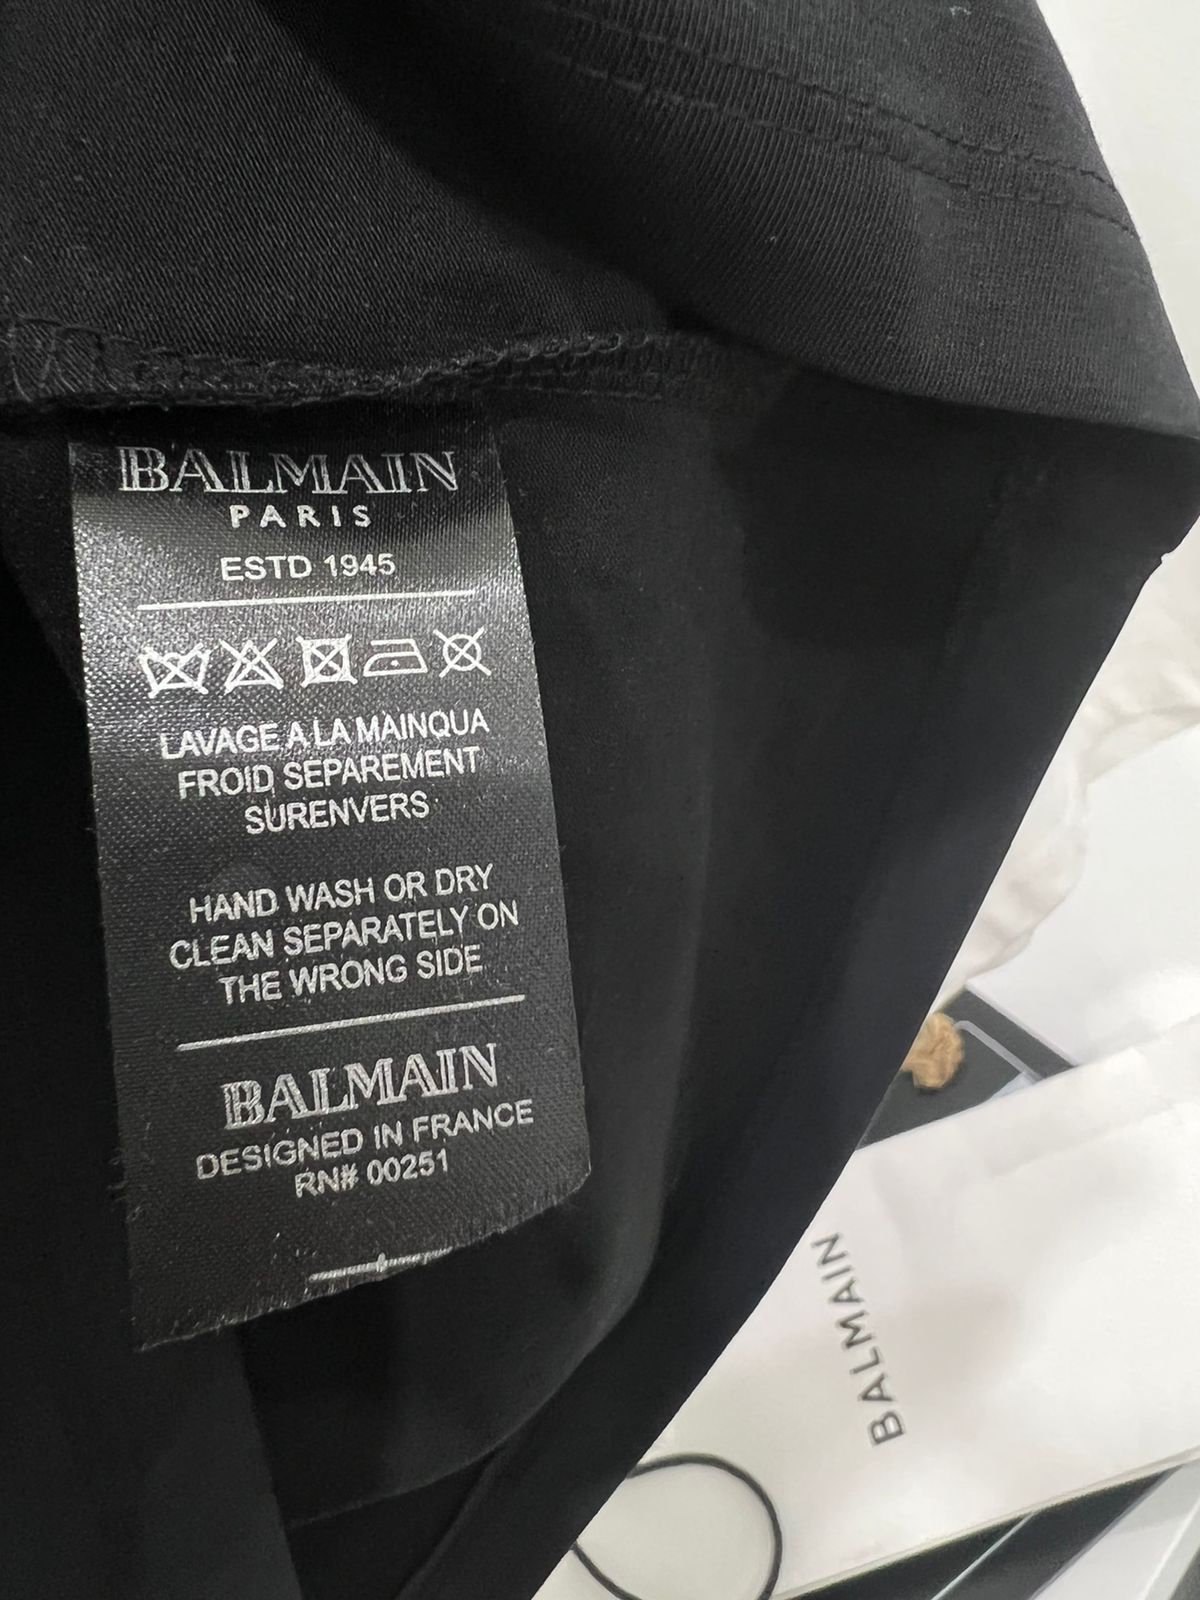 BALMAIN
PARIS
ESTD 1945
LAVAGE A LA MAINQUA
FROID SEPAREMENT
SURENVERS
HAND WASH OR DRY
CLEAN SEPARATELY ON
THE WRONG SIDE
BALMAIN
DESIGNED IN FRANCE
RN# 00251
BALMAIN